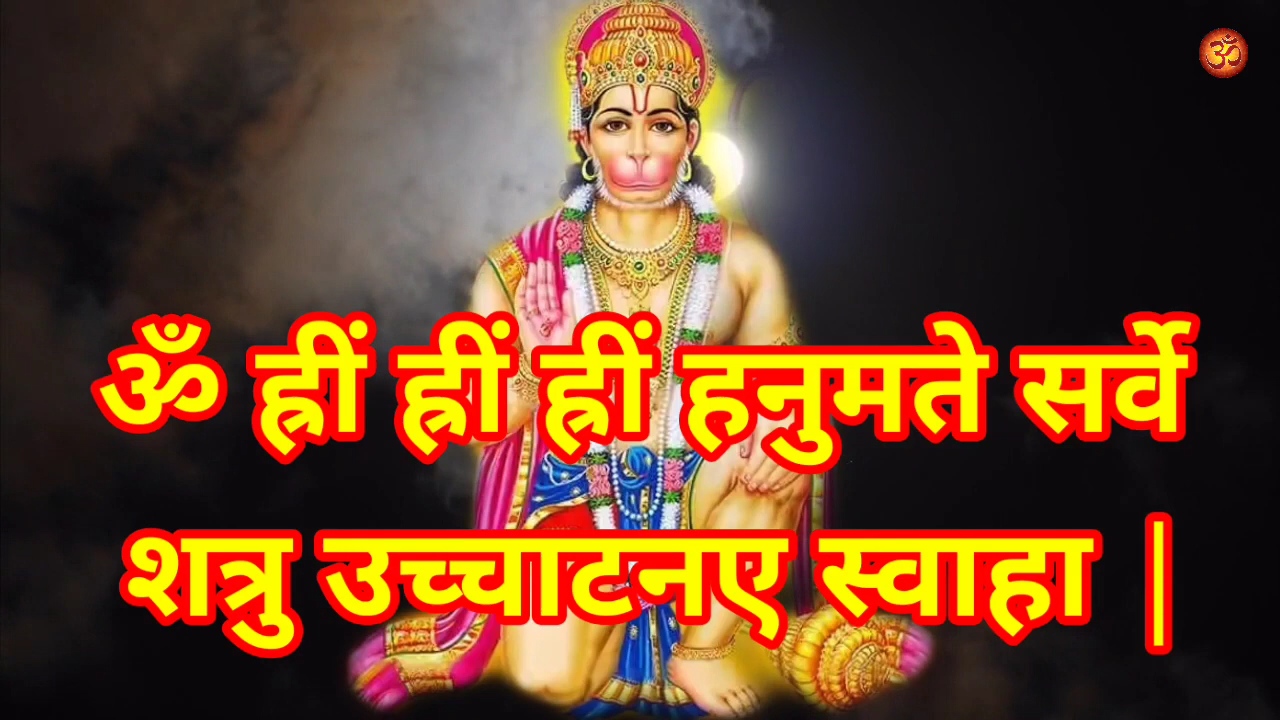 ॐ
ॐ ह्रीं ह्रीं ह्रीं हनुमते सर्वे
शत्रु उच्चाटनए स्वाहा |